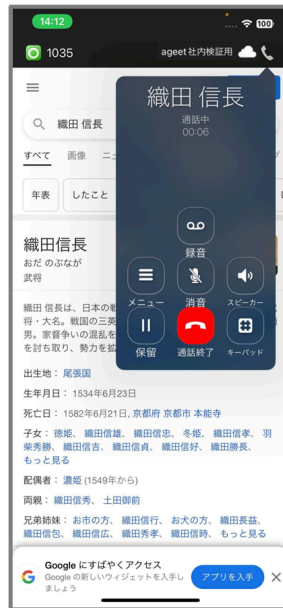 14:12
100
1035
ageet 社内検証用
織田 信長
織田 信長
通話中
00:06
すべて 画像
年表 したこと
録音
メニュー 消音 スピーカー
保留 通話終了 キーパッド
織田信長
おだ のぶなが
武将
織田 信長は、日本の戦
将・大名。戦国の三英
男。家督争いの混乱を
を討ち取り、勢力を拡
出生地： 尾張国
生年月日： 1534年6月23日
死亡日： 1582年6月21日, 京都府 京都市 本能寺
子女： 徳姫、 織田信雄、 織田信忠、 冬姫、 織田信孝、 羽
柴秀勝、 織田信吉、 織田信貞、 織田信好、 織田勝長、
もっと見る
配偶者： 濃姫 (1549年から)
両親： 織田信秀、 土田御前
兄弟姉妹： お市の方、 織田信行、 お犬の方、 織田長益、
織田信包、 織田信広、 織田秀孝、 織田信時、 もっと見る
Google にすばやくアクセス
Google の新しいウィジェットを入手し
ましょう
アプリを入手